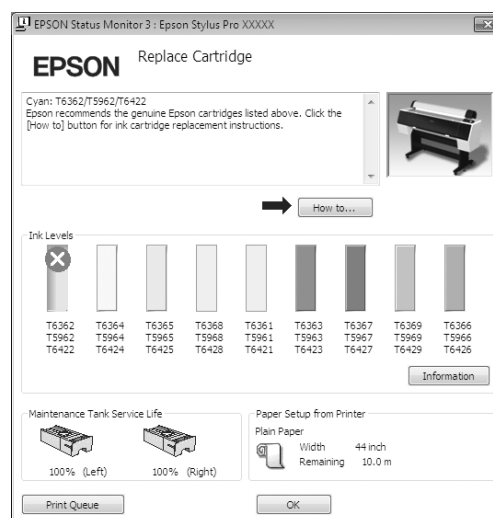 EPSON Status Monitor 3 : Epson Stylus Pro XXXXX
EPSON
Replace Cartridge
Cyan: T6362/T5962/T6422
Epson recommends the genuine Epson cartridges listed above. Click the
[How to] button for ink cartridge replacement instructions.
How to...
Ink Levels
T6362 T6364 T6365 T6368 T6361 T6363 T6367 T6369 T6366
T5962 T5964 T5965 T5968 T5961 T5963 T5967 T5969 T5966
T6422 T6424 T6425 T6428 T6421 T6423 T6427 T6429 T6426
Information
Maintenance Tank Service Life
100% (Left) 100% (Right)
Paper Setup from Printer
Plain Paper
Width 44 inch
Remaining 10.0 m
Print Queue
OK